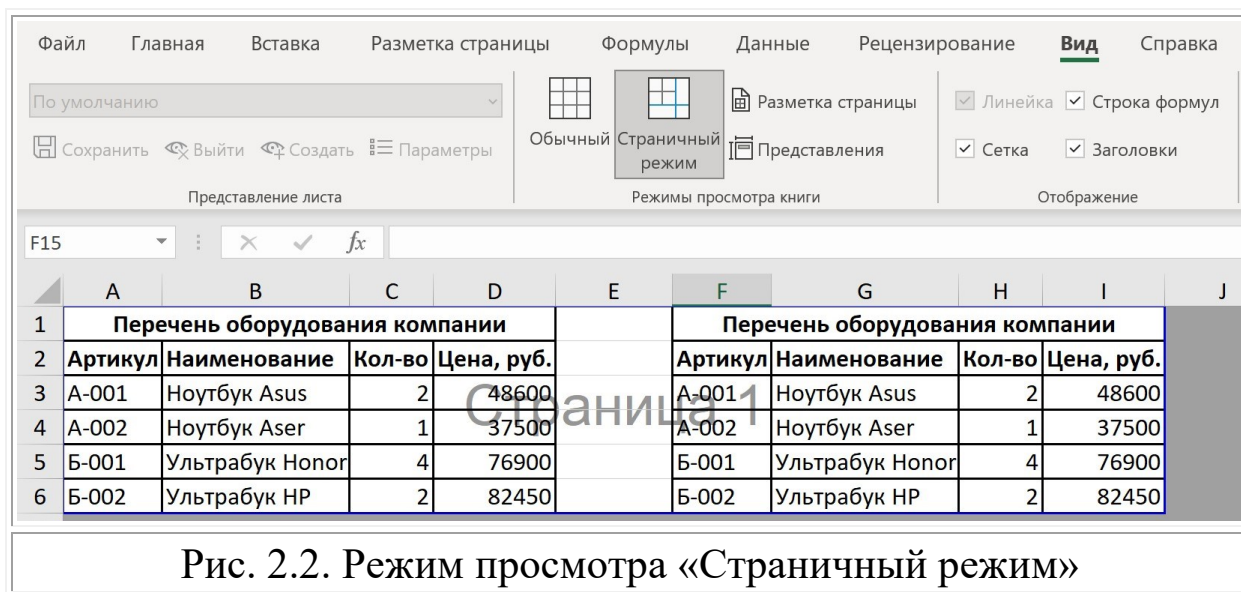 Файл Главная Вставка Разметка страницы Формулы Данные Рецензирование Вид Справка
По умолчанию
Сохранить Выйти Создать Параметры
Представление листа
Обычный Страничный режим
Разметка страницы
Представления
Режимы просмотра книги
Линейка Строка формул
Сетка Заголовки
Отображение
F15 fx
A B C D E F G H I J
1 Перечень оборудования компании Перечень оборудования компании
2 Артикул Наименование Кол-во Цена, руб. Артикул Наименование Кол-во Цена, руб.
3 А-001 Ноутбук Asus 2 48600 А-001 Ноутбук Asus 2 48600
Страница 1
4 А-002 Ноутбук Aser 1 37500 А-002 Ноутбук Aser 1 37500
5 Б-001 Ультрабук Honor 4 76900 Б-001 Ультрабук Honor 4 76900
6 Б-002 Ультрабук HP 2 82450 Б-002 Ультрабук HP 2 82450
Рис. 2.2. Режим просмотра «Страничный режим»